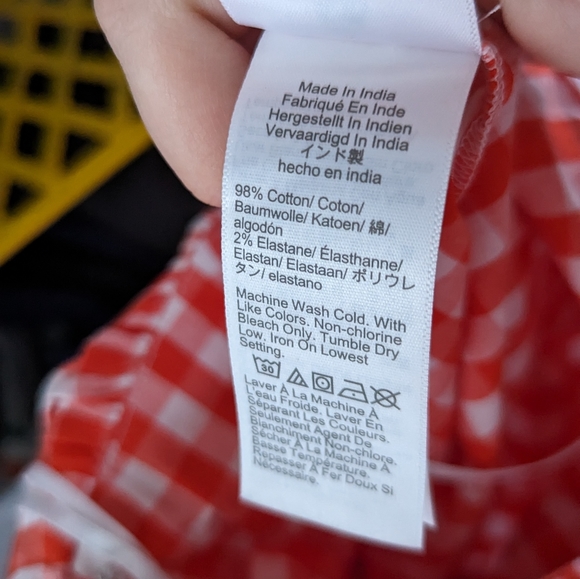 Made In India
Fabriqué En Inde
Hergestellt In Indien
Vervaardigd In India
インド製
hecho en india
98% Cotton/ Coton/
Baumwolle/ Katoen/ 綿/
algodón
2% Elastane/ Élasthanne/
Elastan/ Elastaan/ ポリウレ
タン/ elastano
Machine Wash Cold. With
Like Colors. Non-chlorine
Bleach Only. Tumble Dry
Low. Iron On Lowest
Setting.
30
Laver À La Machine À
L'eau Froide. Laver En
Séparant Les Couleurs.
Seulement Agent De
Blanchiment Non-chlore.
Sécher À La Machine À
Basse Température.
Repasser À Fer Doux Si
Nécessaire.